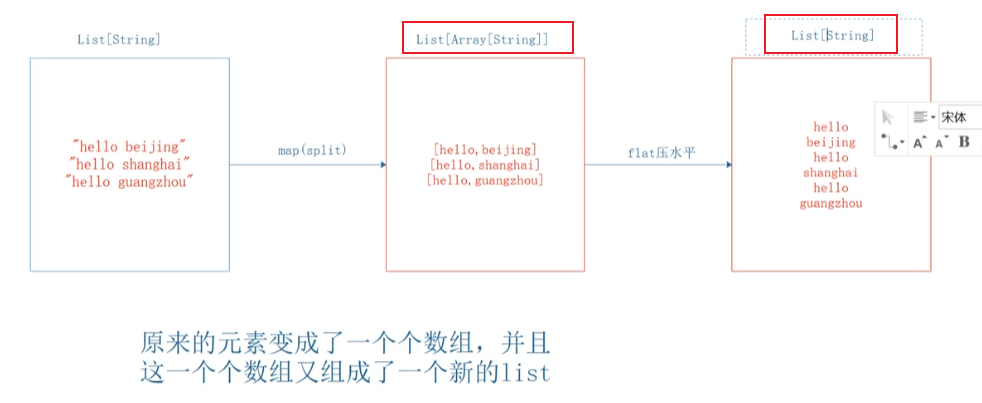 List[String]
List[Array[String]]
List[String]
"hello beijing"
"hello shanghai"
"hello guangzhou"
map(split)
[hello,beijing]
[hello,shanghai]
[hello,guangzhou]
flat压水平
hello
beijing
hello
shanghai
hello
guangzhou
宋体
A A B
原来的元素变成了一个个数组，并且
这一个个数组又组成了一个新的list